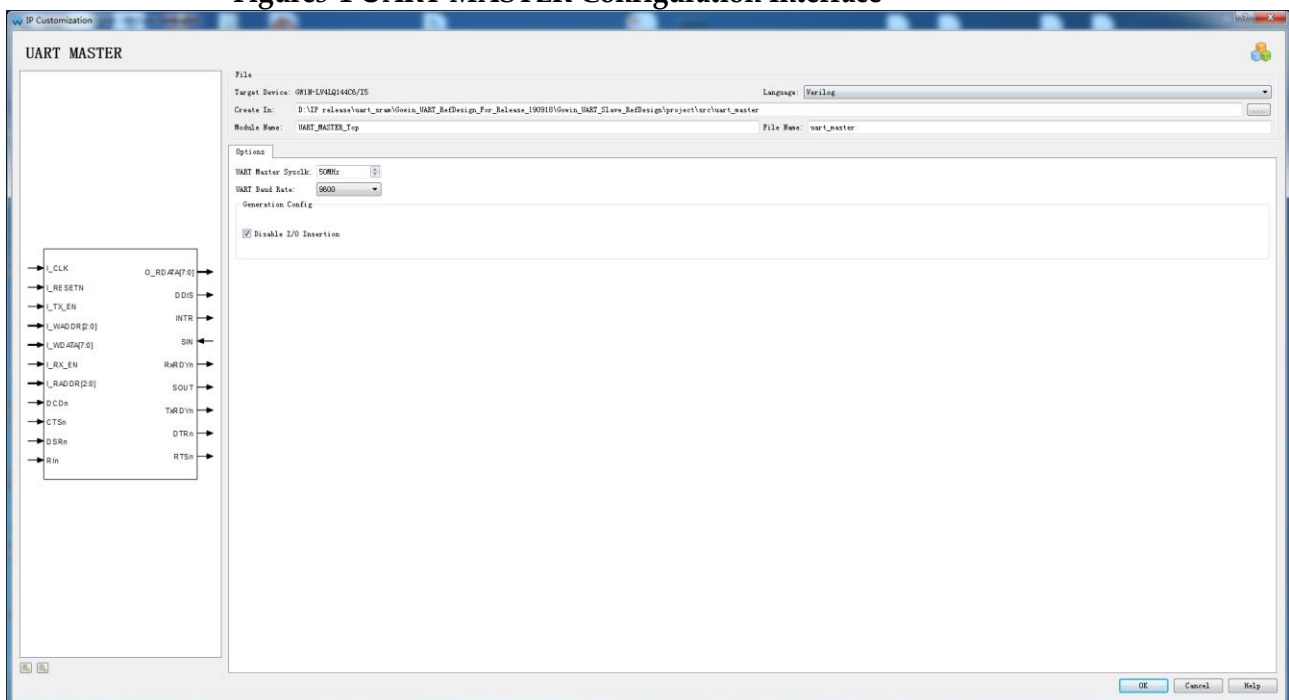 Figure5-1 UART MASTER Configuration Interface
IP Customization
UART MASTER
File
Target Device: GW1N-LV4LQ144C6/I5
Language: Verilog
Create In: D:\IP release\uart_sram\Gowin_UART_RefDesign_For_Release_190918\Gowin_UART_Slave_RefDesign\project\src\uart_master
Module Name: UART_MASTER_Top
File Name: uart_master
Options
UART Master Sysclk: 50MHz
UART Baud Rate: 9600
Generation Config
Disable I/O Insertion
I_CLK
I_RESETN
I_TX_EN
I_WADDR[2:0]
I_WDATA[7:0]
I_RX_EN
I_RADDR[2:0]
DCDn
CTSn
DSRn
RIn
O_RDATA[7:0]
DDIS
INTR
SIN
RxRDYn
SOUT
TxRDYn
DTRn
RTSn
OK
Cancel
Help